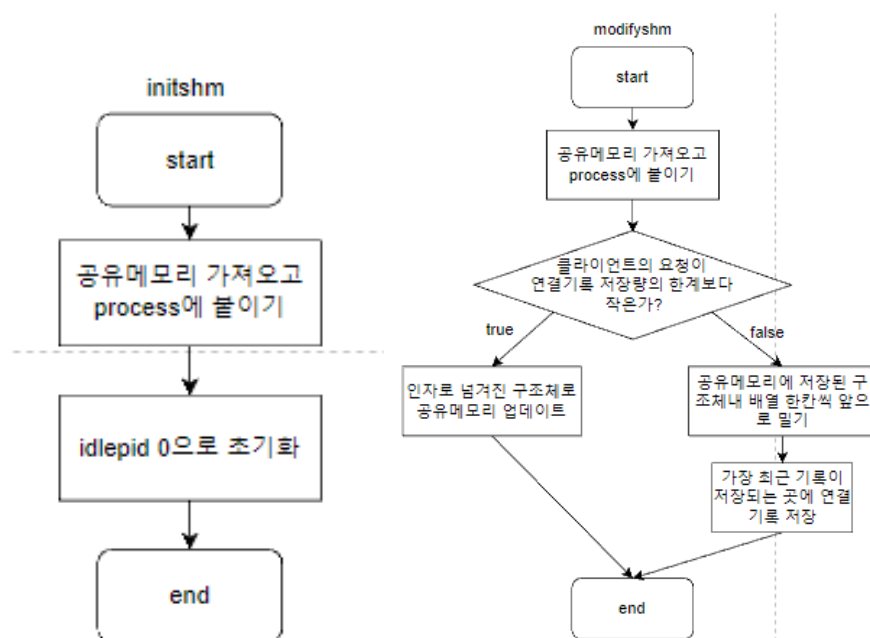 initshm
start
공유메모리 가져오고
process에 붙이기
idlepid 0으로 초기화
end
modifyshm
start
공유메모리 가져오고
process에 붙이기
클라이언트의 요청이
연결기록 저장량의 한계보다
작은가?
true
false
인자로 넘겨진 구조체로
공유메모리 업데이트
공유메모리에 저장된 구
조체내 배열 한칸씩 앞으
로 밀기
가장 최근 기록이
저장되는 곳에 연결
기록 저장
end